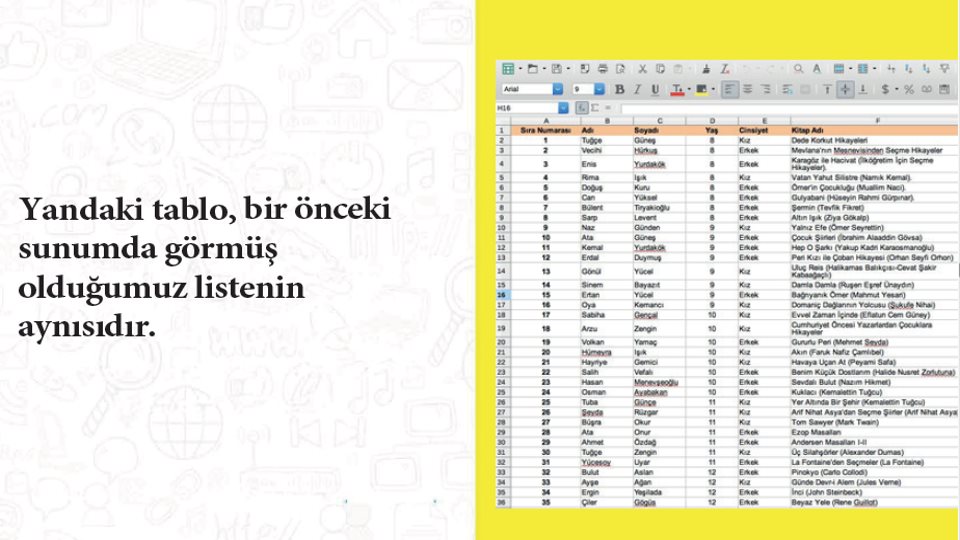 Yandaki tablo, bir önceki
sunumda görmüş
olduğumuz listenin
aynısıdır.
Arial 9
H16
A B C D E F
1 Sıra Numarası Adı Soyadı Yaş Cinsiyet Kitap Adı
2 1 Tuğçe Güneş 8 Kız Dede Korkut Hikayeleri
3 2 Vecihi Hürkuş 8 Erkek Mevlana'nın Mesnevisinden Seçme Hikayeler
4 3 Enis Yurdakök 8 Erkek Karagöz ile Hacivat (İlköğretim İçin Seçme
Hikayeler).
5 4 Rima Işık 8 Kız Vatan Yahut Silistre (Namık Kemal).
6 5 Doğuş Kuru 8 Erkek Ömer'in Çocukluğu (Muallim Naci).
7 6 Can Yüksel 8 Erkek Gulyabani (Hüseyin Rahmi Gürpınar).
8 7 Bülent Tiryakioğlu 8 Erkek Şermin (Tevfik Fikret)
9 8 Sarp Levent 8 Erkek Altın Işık (Ziya Gökalp)
10 9 Naz Günden 9 Kız Yalnız Efe (Ömer Seyrettin)
11 10 Ata Güneş 9 Erkek Çocuk Şiirleri (İbrahim Alaaddin Gövsa)
12 11 Kemal Yurdakök 9 Erkek Hep O Şarkı (Yakup Kadri Karaosmanoğlu)
13 12 Erdal Duymuş 9 Erkek Peri Kızı ile Çoban Hikayesi (Orhan Seyfi Orhon)
14 13 Gönül Yücel 9 Kız Uluç Reis (Halikarnas Balıkçısı-Cevat Şakir
Kabaağaçlı)
15 14 Sinem Bayazıt 9 Kız Damla Damla (Ruşen Eşref Ünaydın)
16 15 Ertan Yücel 9 Erkek Bağrıyanık Ömer (Mahmut Yesari)
17 16 Oya Kemancı 9 Kız Domaniç Dağlarının Yolcusu (Şukufe Nihal)
18 17 Sabiha Gençal 10 Kız Evvel Zaman İçinde (Eflatun Cem Güney)
19 18 Arzu Zengin 10 Kız Cumhuriyet Öncesi Yazarlardan Çocuklara
Hikayeler
20 19 Volkan Yamaç 10 Erkek Gururlu Peri (Mehmet Seyda)
21 20 Hümeyra Işık 10 Kız Akın (Faruk Nafiz Çamlıbel)
22 21 Hayriye Gemici 10 Kız Havaya Uçan At (Peyami Safa)
23 22 Salih Vefalı 10 Erkek Benim Küçük Dostlarım (Halide Nusret Zorlutuna)
24 23 Hasan Menevşeoğlu 10 Erkek Sevdalı Bulut (Nazım Hikmet)
25 24 Osman Ayabakan 10 Erkek Kuklacı (Kemalettin Tuğcu)
26 25 Tuba Günçe 11 Kız Yer Altında Bir Şehir (Kemalettin Tuğcu)
27 26 Şeyda Rüzgar 11 Kız Arif Nihat Asya'dan Seçme Şiirler (Arif Nihat Asya)
28 27 Büşra Okur 11 Kız Tom Sawyer (Mark Twain)
29 28 Ata Onur 11 Erkek Ezop Masalları
30 29 Ahmet Özdağ 11 Erkek Andersen Masalları I-II
31 30 Tuğçe Zengin 11 Kız Üç Silahşörler (Alexander Dumas)
32 31 Yücesoy Uyar 11 Erkek La Fontaine'den Seçmeler (La Fontaine)
33 32 Bulut Aslan 12 Erkek Pinokyo (Carlo Collodi)
34 33 Ayşe Ağan 12 Kız Günde Devr-i Alem (Jules Verne)
35 34 Ergin Yeşilada 12 Erkek İnci (John Steinbeck)
36 35 Çiler Göğüs 12 Erkek Beyaz Yele (Rene Guillot)